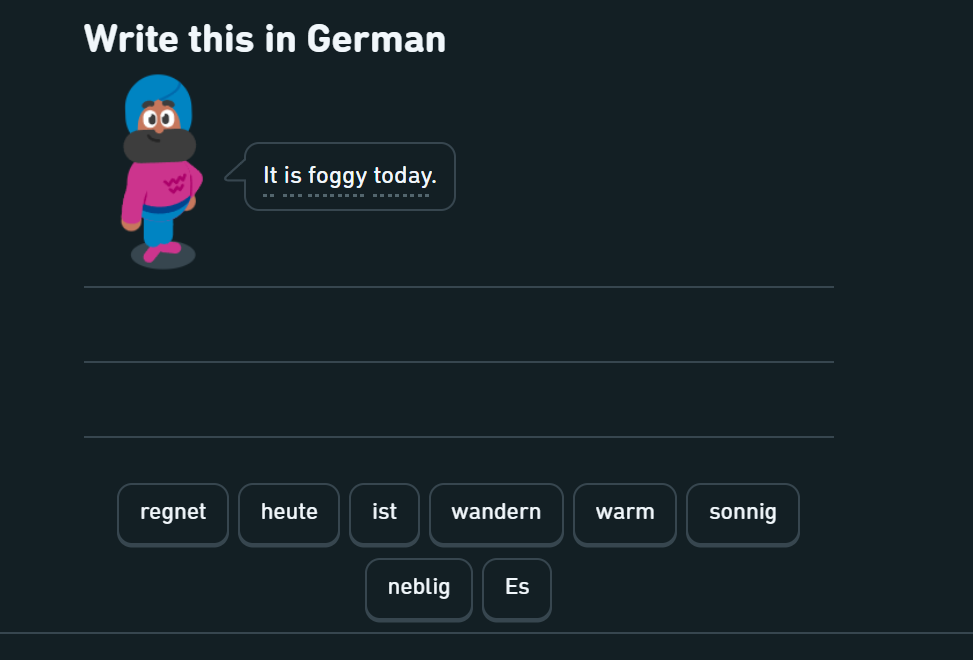 Write this in German
It is foggy today.
regnet heute ist wandern warm sonnig
neblig Es